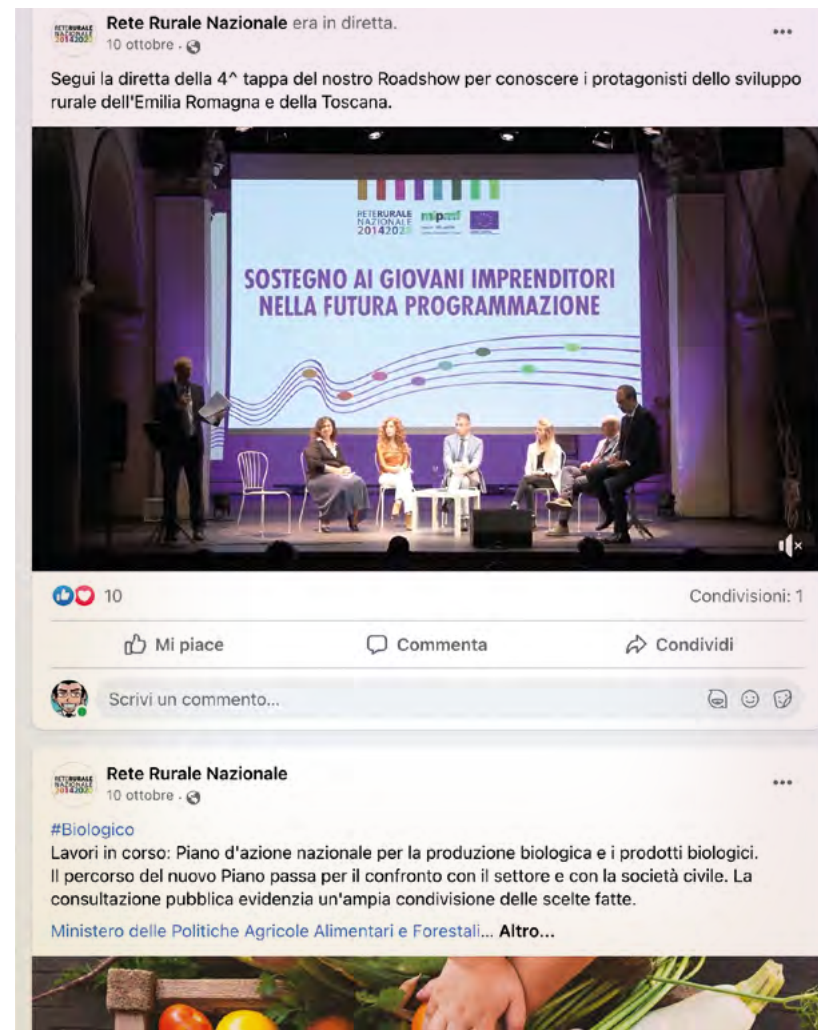 Rete Rurale Nazionale era in diretta.
10 ottobre ·
Segui la diretta della 4^ tappa del nostro Roadshow per conoscere i protagonisti dello sviluppo
rurale dell'Emilia Romagna e della Toscana.
RETERURALE
NAZIONALE
20142020
mipaaf
SOSTEGNO AI GIOVANI IMPRENDITORI
NELLA FUTURA PROGRAMMAZIONE
10
Condivisioni: 1
Mi piace
Commenta
Condividi
Scrivi un commento...
RETERURALE
NAZIONALE
20142020
Rete Rurale Nazionale
10 ottobre ·
#Biologico
Lavori in corso: Piano d'azione nazionale per la produzione biologica e i prodotti biologici.
Il percorso del nuovo Piano passa per il confronto con il settore e con la società civile. La
consultazione pubblica evidenzia un'ampia condivisione delle scelte fatte.
Ministero delle Politiche Agricole Alimentari e Forestali... Altro...